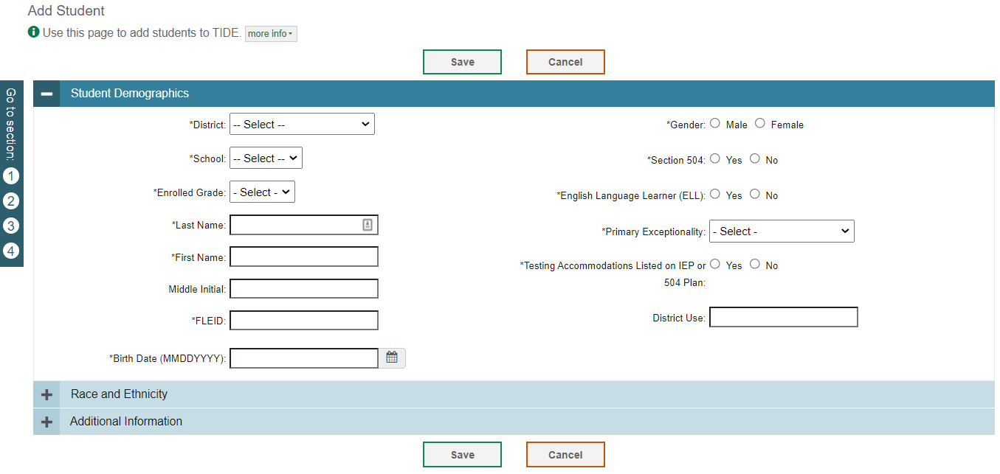 Add Student
Use this page to add students to TIDE. more info
Save Cancel
Go to section:
1
2
3
4
Student Demographics
*District: -- Select --
*School: -- Select --
*Enrolled Grade: - Select -
*Last Name:
*First Name:
Middle Initial:
*FLEID:
*Birth Date (MMDDYYYY):
*Gender: Male Female
*Section 504: Yes No
*English Language Learner (ELL): Yes No
*Primary Exceptionality: - Select -
*Testing Accommodations Listed on IEP or Yes No
504 Plan:
District Use:
Race and Ethnicity
Additional Information
Save Cancel